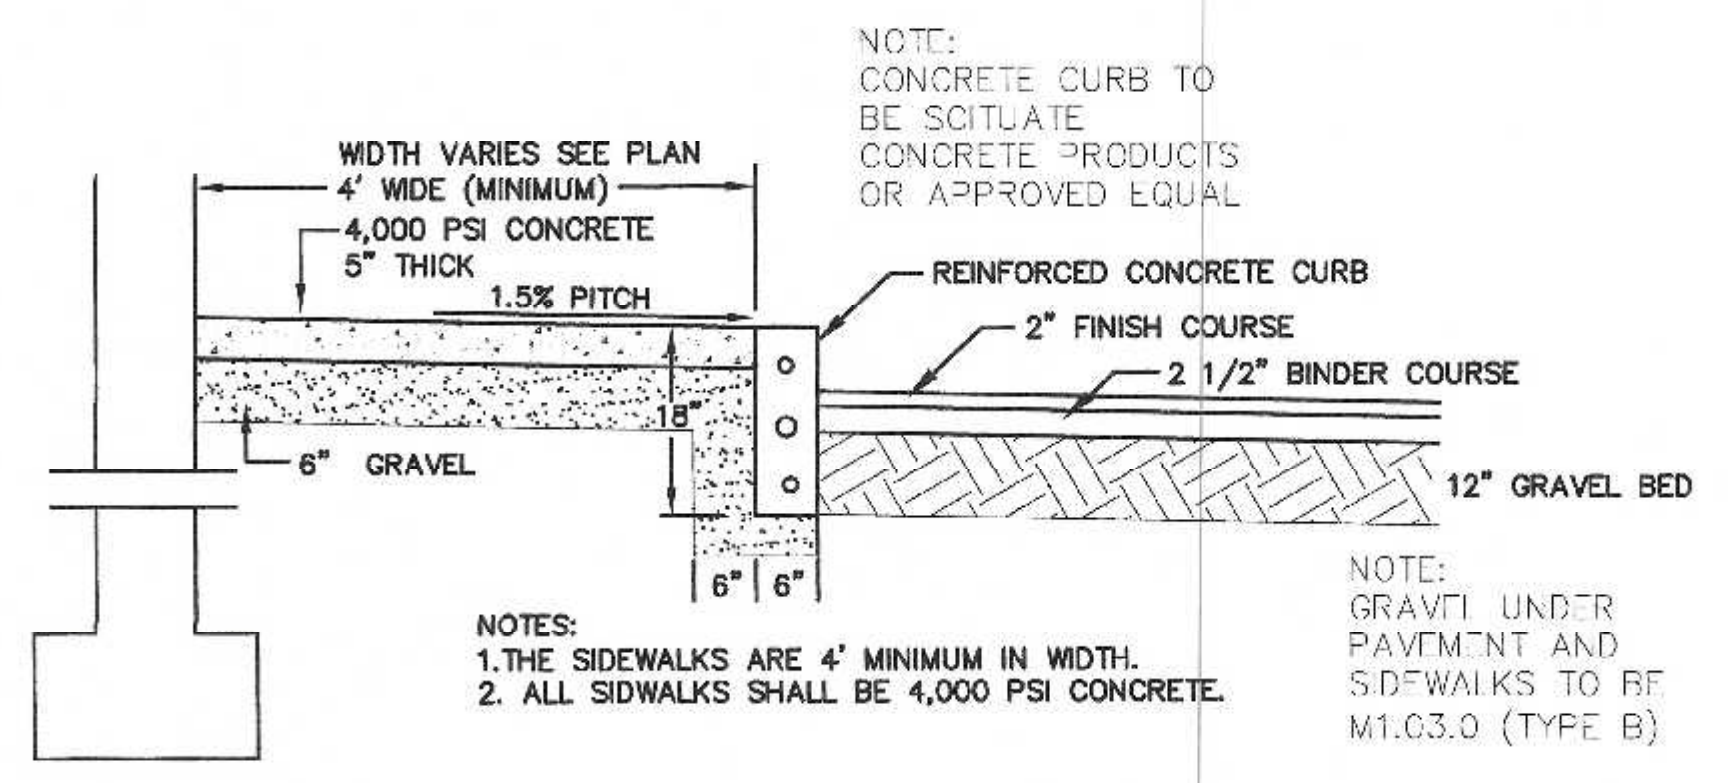 NOTE:
CONCRETE CURB TO
BE SCITUATE
CONCRETE PRODUCTS
OR APPROVED EQUAL
WIDTH VARIES SEE PLAN
4' WIDE (MINIMUM)
4,000 PSI CONCRETE
5" THICK
1.5% PITCH
REINFORCED CONCRETE CURB
2" FINISH COURSE
2 1/2" BINDER COURSE
18"
6" GRAVEL
12" GRAVEL BED
6" 6"
NOTES:
1.THE SIDEWALKS ARE 4' MINIMUM IN WIDTH.
2. ALL SIDWALKS SHALL BE 4,000 PSI CONCRETE.
NOTE:
GRAVEL UNDER
PAVEMENT AND
SIDEWALKS TO BE
M1.03.0 (TYPE B)